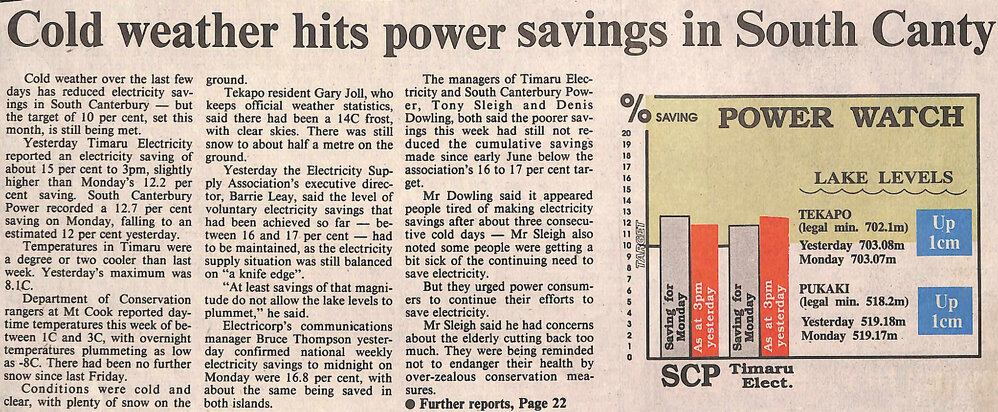 Cold weather hits power savings in South Canty
Cold weather over the last few
days has reduced electricity sav-
ings in South Canterbury — but
the target of 10 per cent, set this
month, is still being met.
Yesterday Timaru Electricity
reported an electricity saving of
about 15 per cent to 3pm, slightly
higher than Monday's 12.2 per
cent saving. South Canterbury
Power recorded a 12.7 per cent
saving on Monday, falling to an
estimated 12 per cent yesterday.
Temperatures in Timaru were
a degree or two cooler than last
week. Yesterday's maximum was
8.1C.
Department of Conservation
rangers at Mt Cook reported day-
time temperatures this week of be-
tween 1C and 3C, with overnight
temperatures plummeting as low
as -8C. There had been no further
snow since last Friday.
Conditions were cold and
clear, with plenty of snow on the
ground.
Tekapo resident Gary Joll, who
keeps official weather statistics,
said there had been a 14C frost,
with clear skies. There was still
snow to about half a metre on the
ground.
Yesterday the Electricity Sup-
ply Association's executive direc-
tor, Barrie Leay, said the level of
voluntary electricity savings that
had been achieved so far — be-
tween 16 and 17 per cent — had
to be maintained, as the electricity
supply situation was still balanced
on “a knife edge”.
“At least savings of that magni-
tude do not allow the lake levels to
plummet,” he said.
Electricorp's communications
manager Bruce Thompson yester-
day confirmed national weekly
electricity savings to midnight on
Monday were 16.8 per cent, with
about the same being saved in
both islands.
The managers of Timaru Elec-
tricity and South Canterbury Pow-
er, Tony Sleigh and Denis
Dowling, both said the poorer sav-
ings this week had still not re-
duced the cumulative savings
made since early June below the
association's 16 to 17 per cent tar-
get.
Mr Dowling said it appeared
people tired of making electricity
savings after about three consecu-
tive cold days — Mr Sleigh also
noted some people were getting a
bit sick of the continuing need to
save electricity.
But they urged power consum-
ers to continue their efforts to
save electricity.
Mr Sleigh said he had concerns
about the elderly cutting back too
much. They were being reminded
not to endanger their health by
over-zealous conservation mea-
sures.
● Further reports, Page 22
% SAVING POWER WATCH
20
19
18
17
16
15
14
13
12
11
10
9
8
7
6
5
4
3
2
1
0
TARGET
Saving for
Monday
As at 3pm
yesterday
Saving for
Monday
As at 3pm
yesterday
SCP
Timaru
Elect.
LAKE LEVELS
TEKAPO
(legal min. 702.1m)
Yesterday 703.08m
Monday 703.07m
Up
1cm
PUKAKI
(legal min. 518.2m)
Yesterday 519.18m
Monday 519.17m
Up
1cm